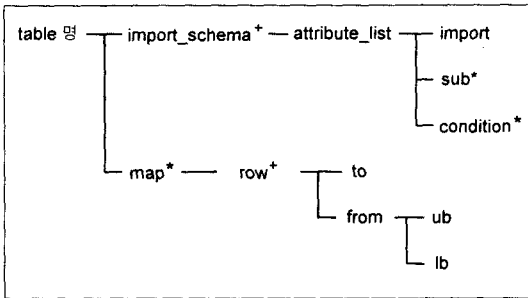 table 명 import_schema+ attribute_list import
sub*
condition*
map* row+ to
from ub
lb